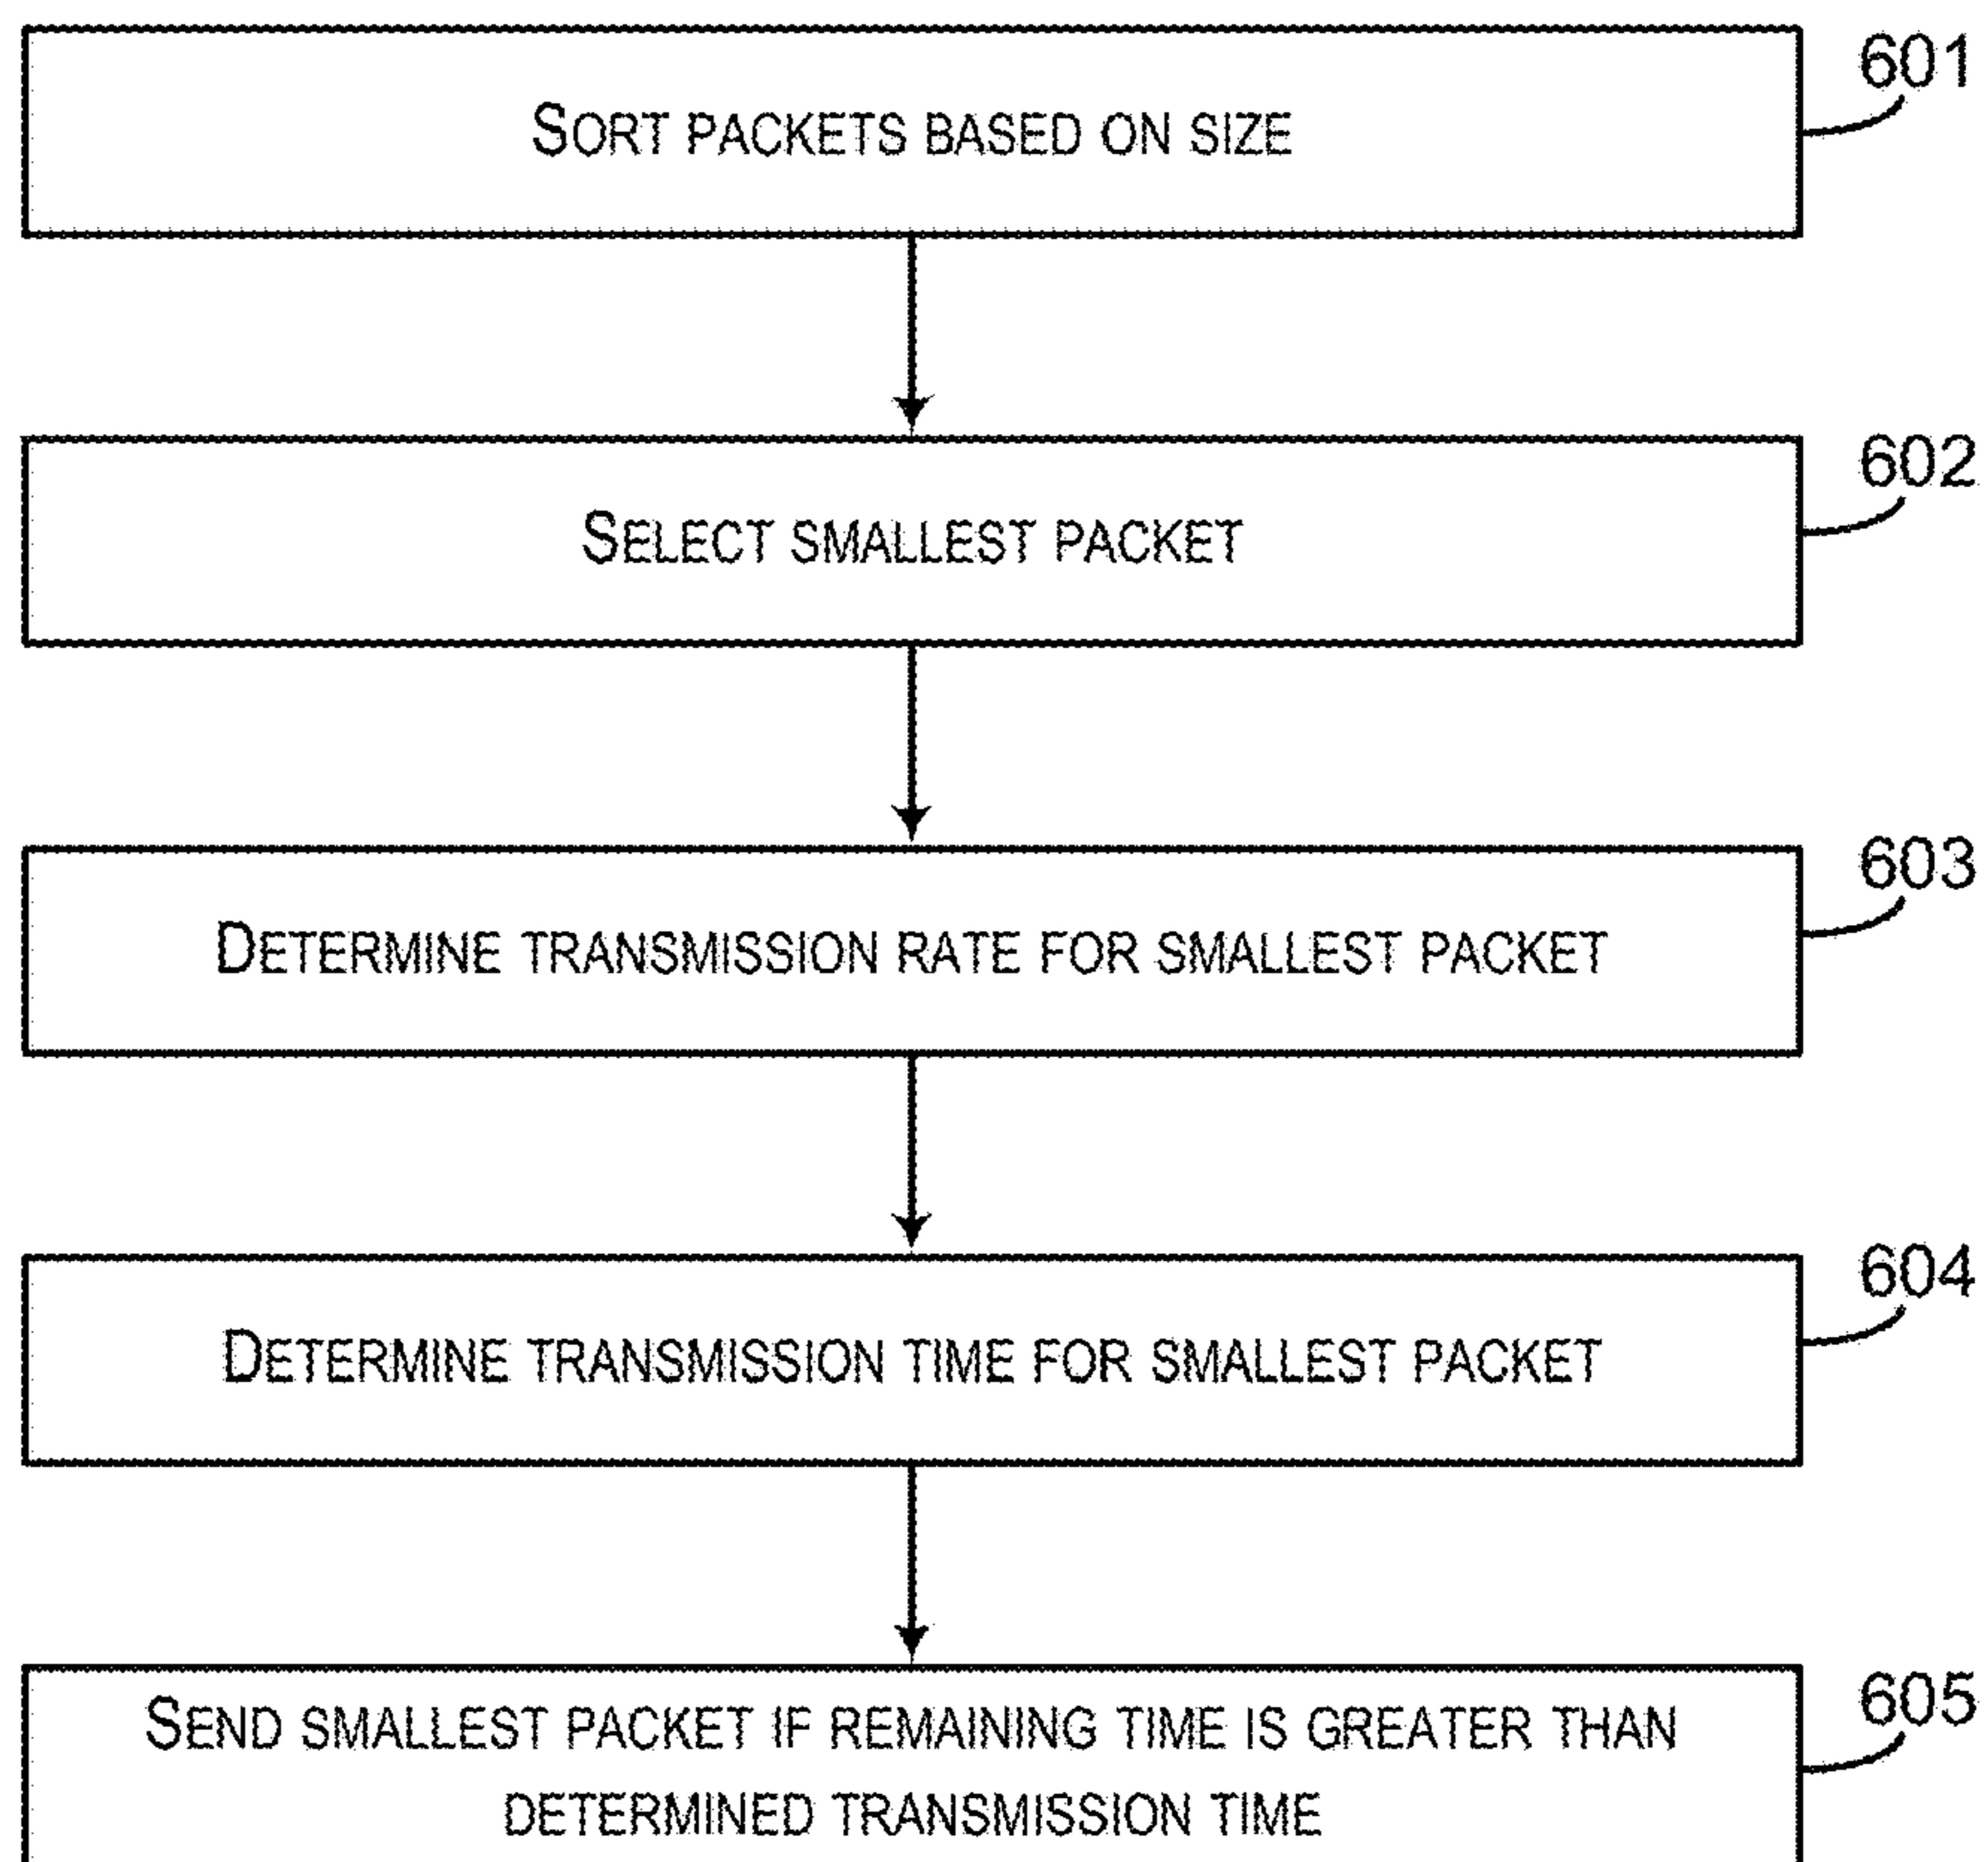 601
SORT PACKETS BASED ON SIZE
602
SELECT SMALLEST PACKET
603
DETERMINE TRANSMISSION RATE FOR SMALLEST PACKET
604
DETERMINE TRANSMISSION TIME FOR SMALLEST PACKET
605
SEND SMALLEST PACKET IF REMAINING TIME IS GREATER THAN
DETERMINED TRANSMISSION TIME